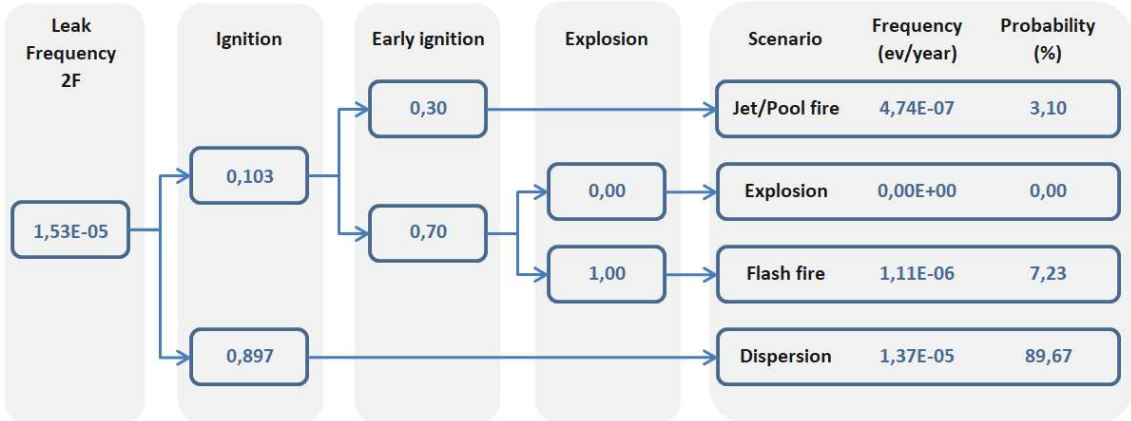 Leak
Frequency
2F
Ignition
Early ignition
Explosion
Scenario
Frequency
(ev/year)
Probability
(%)
0,30
Jet/Pool fire
4,74E-07
3,10
0,103
0,00
Explosion
0,00E+00
0,00
1,53E-05
0,70
1,00
Flash fire
1,11E-06
7,23
0,897
Dispersion
1,37E-05
89,67